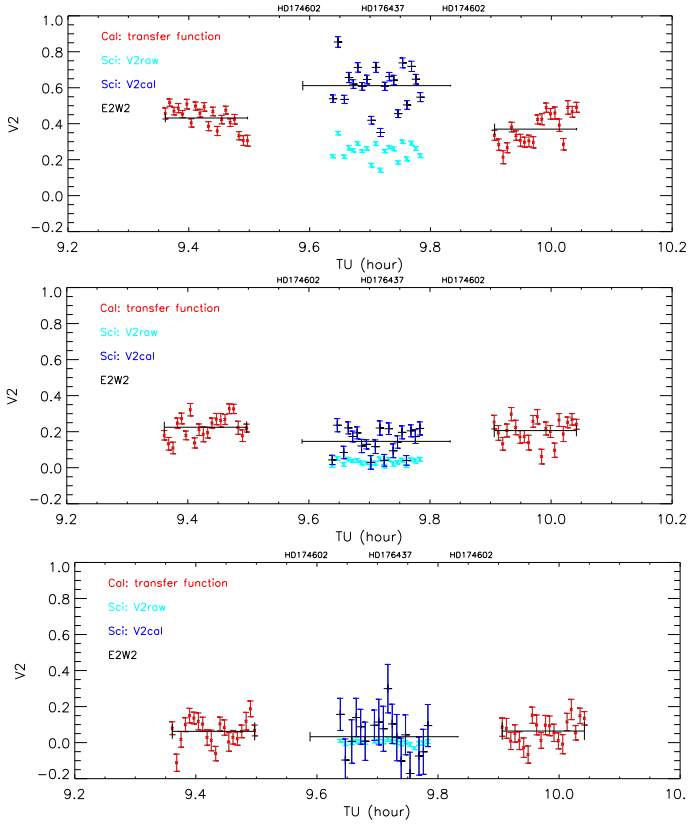 HD174602 HD176437 HD174602
1.0
Cal: transfer function
0.8
Sci: V2raw
0.6
Sci: V2cal
E2W2
0.4
V2
0.2
0.0
−0.2
9.2 9.4 9.6 9.8 10.0 10.2
TU (hour)
HD174602 HD176437 HD174602
1.0
Cal: transfer function
0.8
Sci: V2raw
0.6
Sci: V2cal
E2W2
0.4
V2
0.2
0.0
−0.2
9.2 9.4 9.6 9.8 10.0 10.2
TU (hour)
HD174602 HD176437 HD174602
1.0
Cal: transfer function
0.8
Sci: V2raw
0.6
Sci: V2cal
E2W2
0.4
V2
0.2
0.0
−0.2
9.2 9.4 9.6 9.8 10.0 10.
TU (hour)